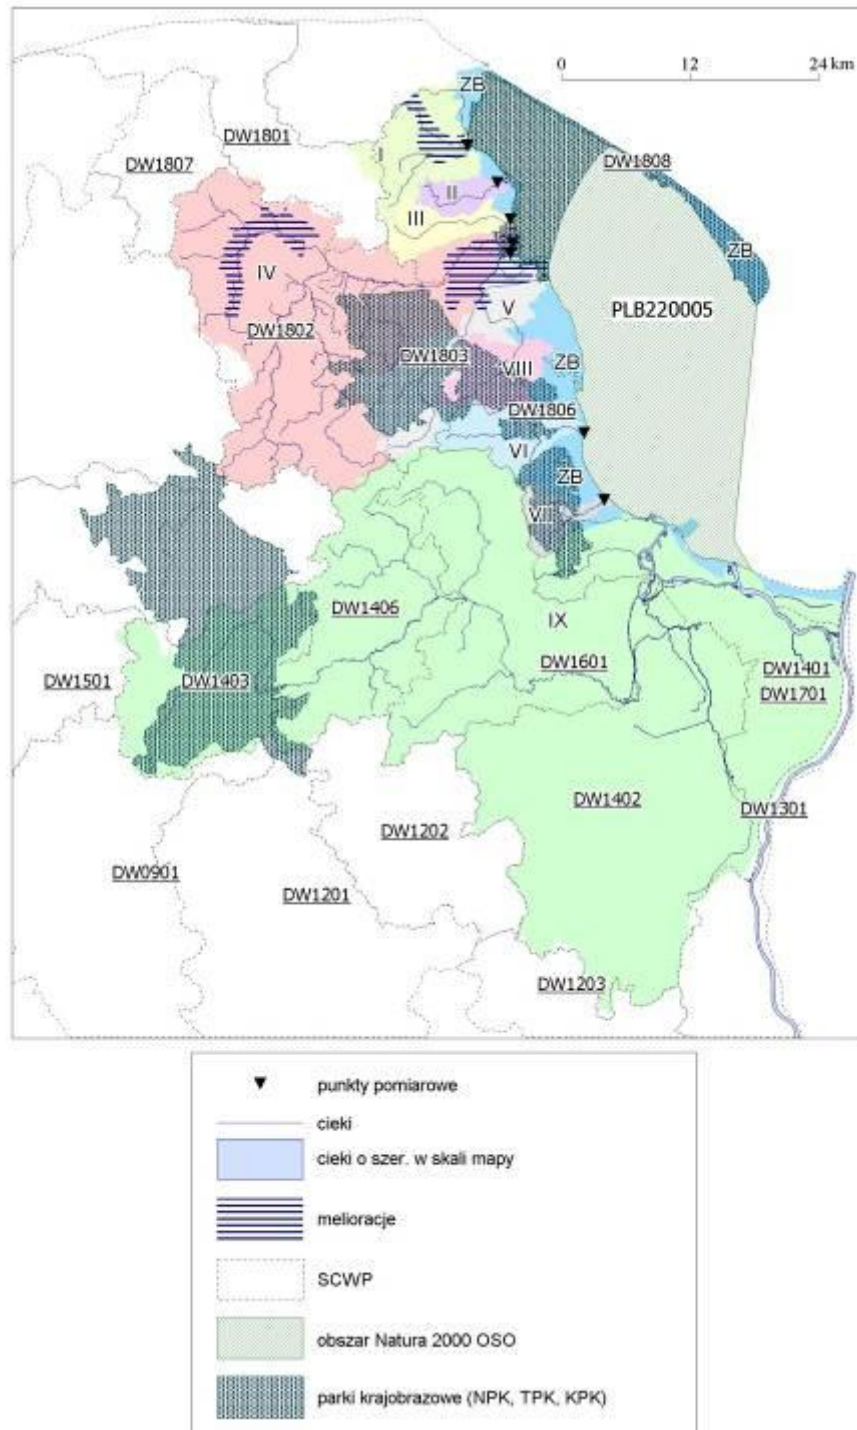 0 12 24 km
ZB
DW1801
DW1807
I
DW1808
II
III
ZB
IV
PLB220005
V
DW1802
DW1803
VIII
ZB
DW1806
VI
ZB
VII
DW1406
IX
DW1601
DW1401
DW1501
DW1403
DW1701
DW1402
DW1301
DW1202
DW0901
DW1201
DW1203
punkty pomiarowe
cieki
cieki o szer. w skali mapy
melioracje
SCWP
obszar Natura 2000 OSO
parki krajobrazowe (NPK, TPK, KPK)